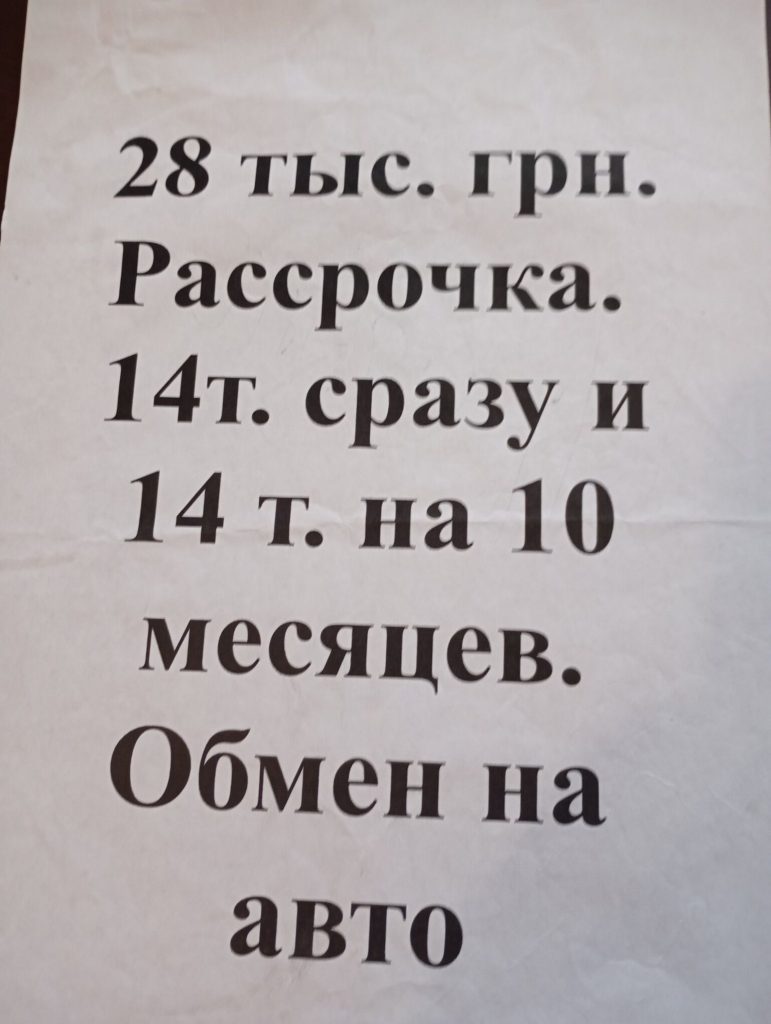 28 тыс. грн.
Рассрочка.
14т. сразу и
14 т. на 10
месяцев.
Обмен на
авто